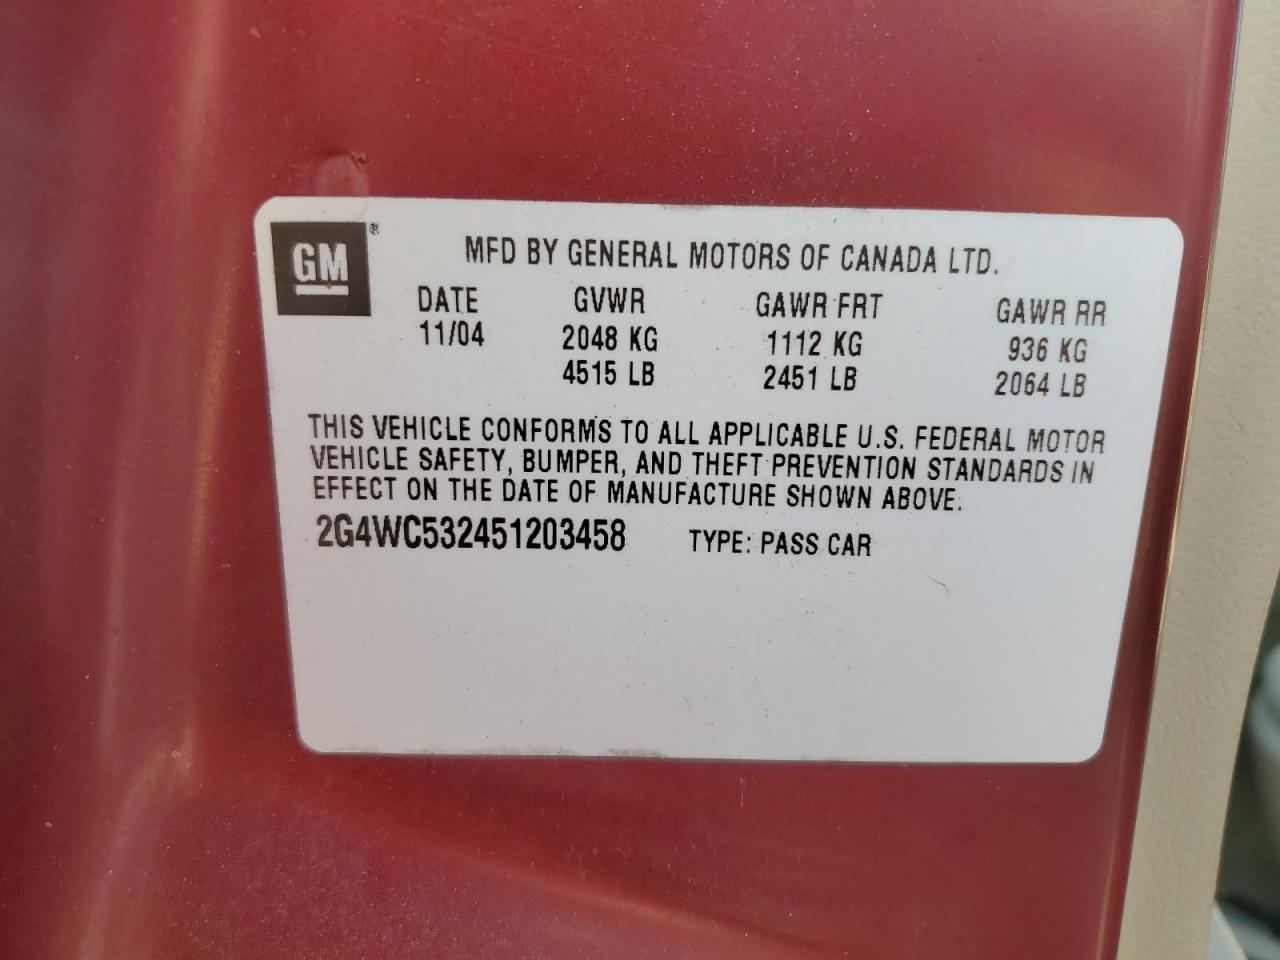 GM ®
MFD BY GENERAL MOTORS OF CANADA LTD.
DATE GVWR GAWR FRT GAWR RR
11/04 2048 KG 1112 KG 936 KG
4515 LB 2451 LB 2064 LB
THIS VEHICLE CONFORMS TO ALL APPLICABLE U.S. FEDERAL MOTOR
VEHICLE SAFETY, BUMPER, AND THEFT PREVENTION STANDARDS IN
EFFECT ON THE DATE OF MANUFACTURE SHOWN ABOVE.
2G4WC532451203458 TYPE: PASS CAR